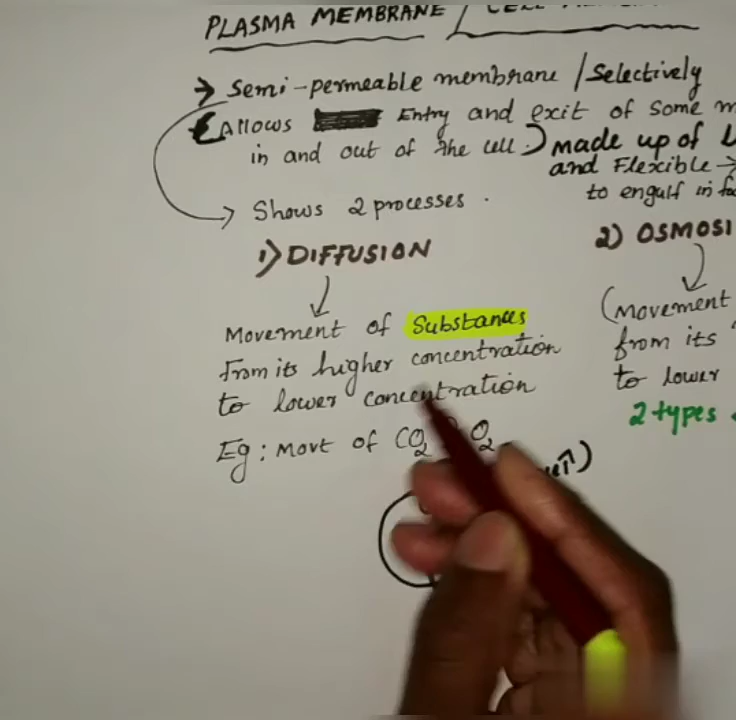 PLASMA MEMBRANE /
→ Semi-permeable membrane / Selectively
(Allows Entry and exit of some
in and out of the cell.) made up of
and Flexible →
to engulf in
→ Shows 2 processes.
1) DIFFUSION
2) OSMOSI
Movement of Substances
from its higher concentration
to lower concentration
(Movement
from its
to lower
2 types
Eg: Movt of CO2 O2